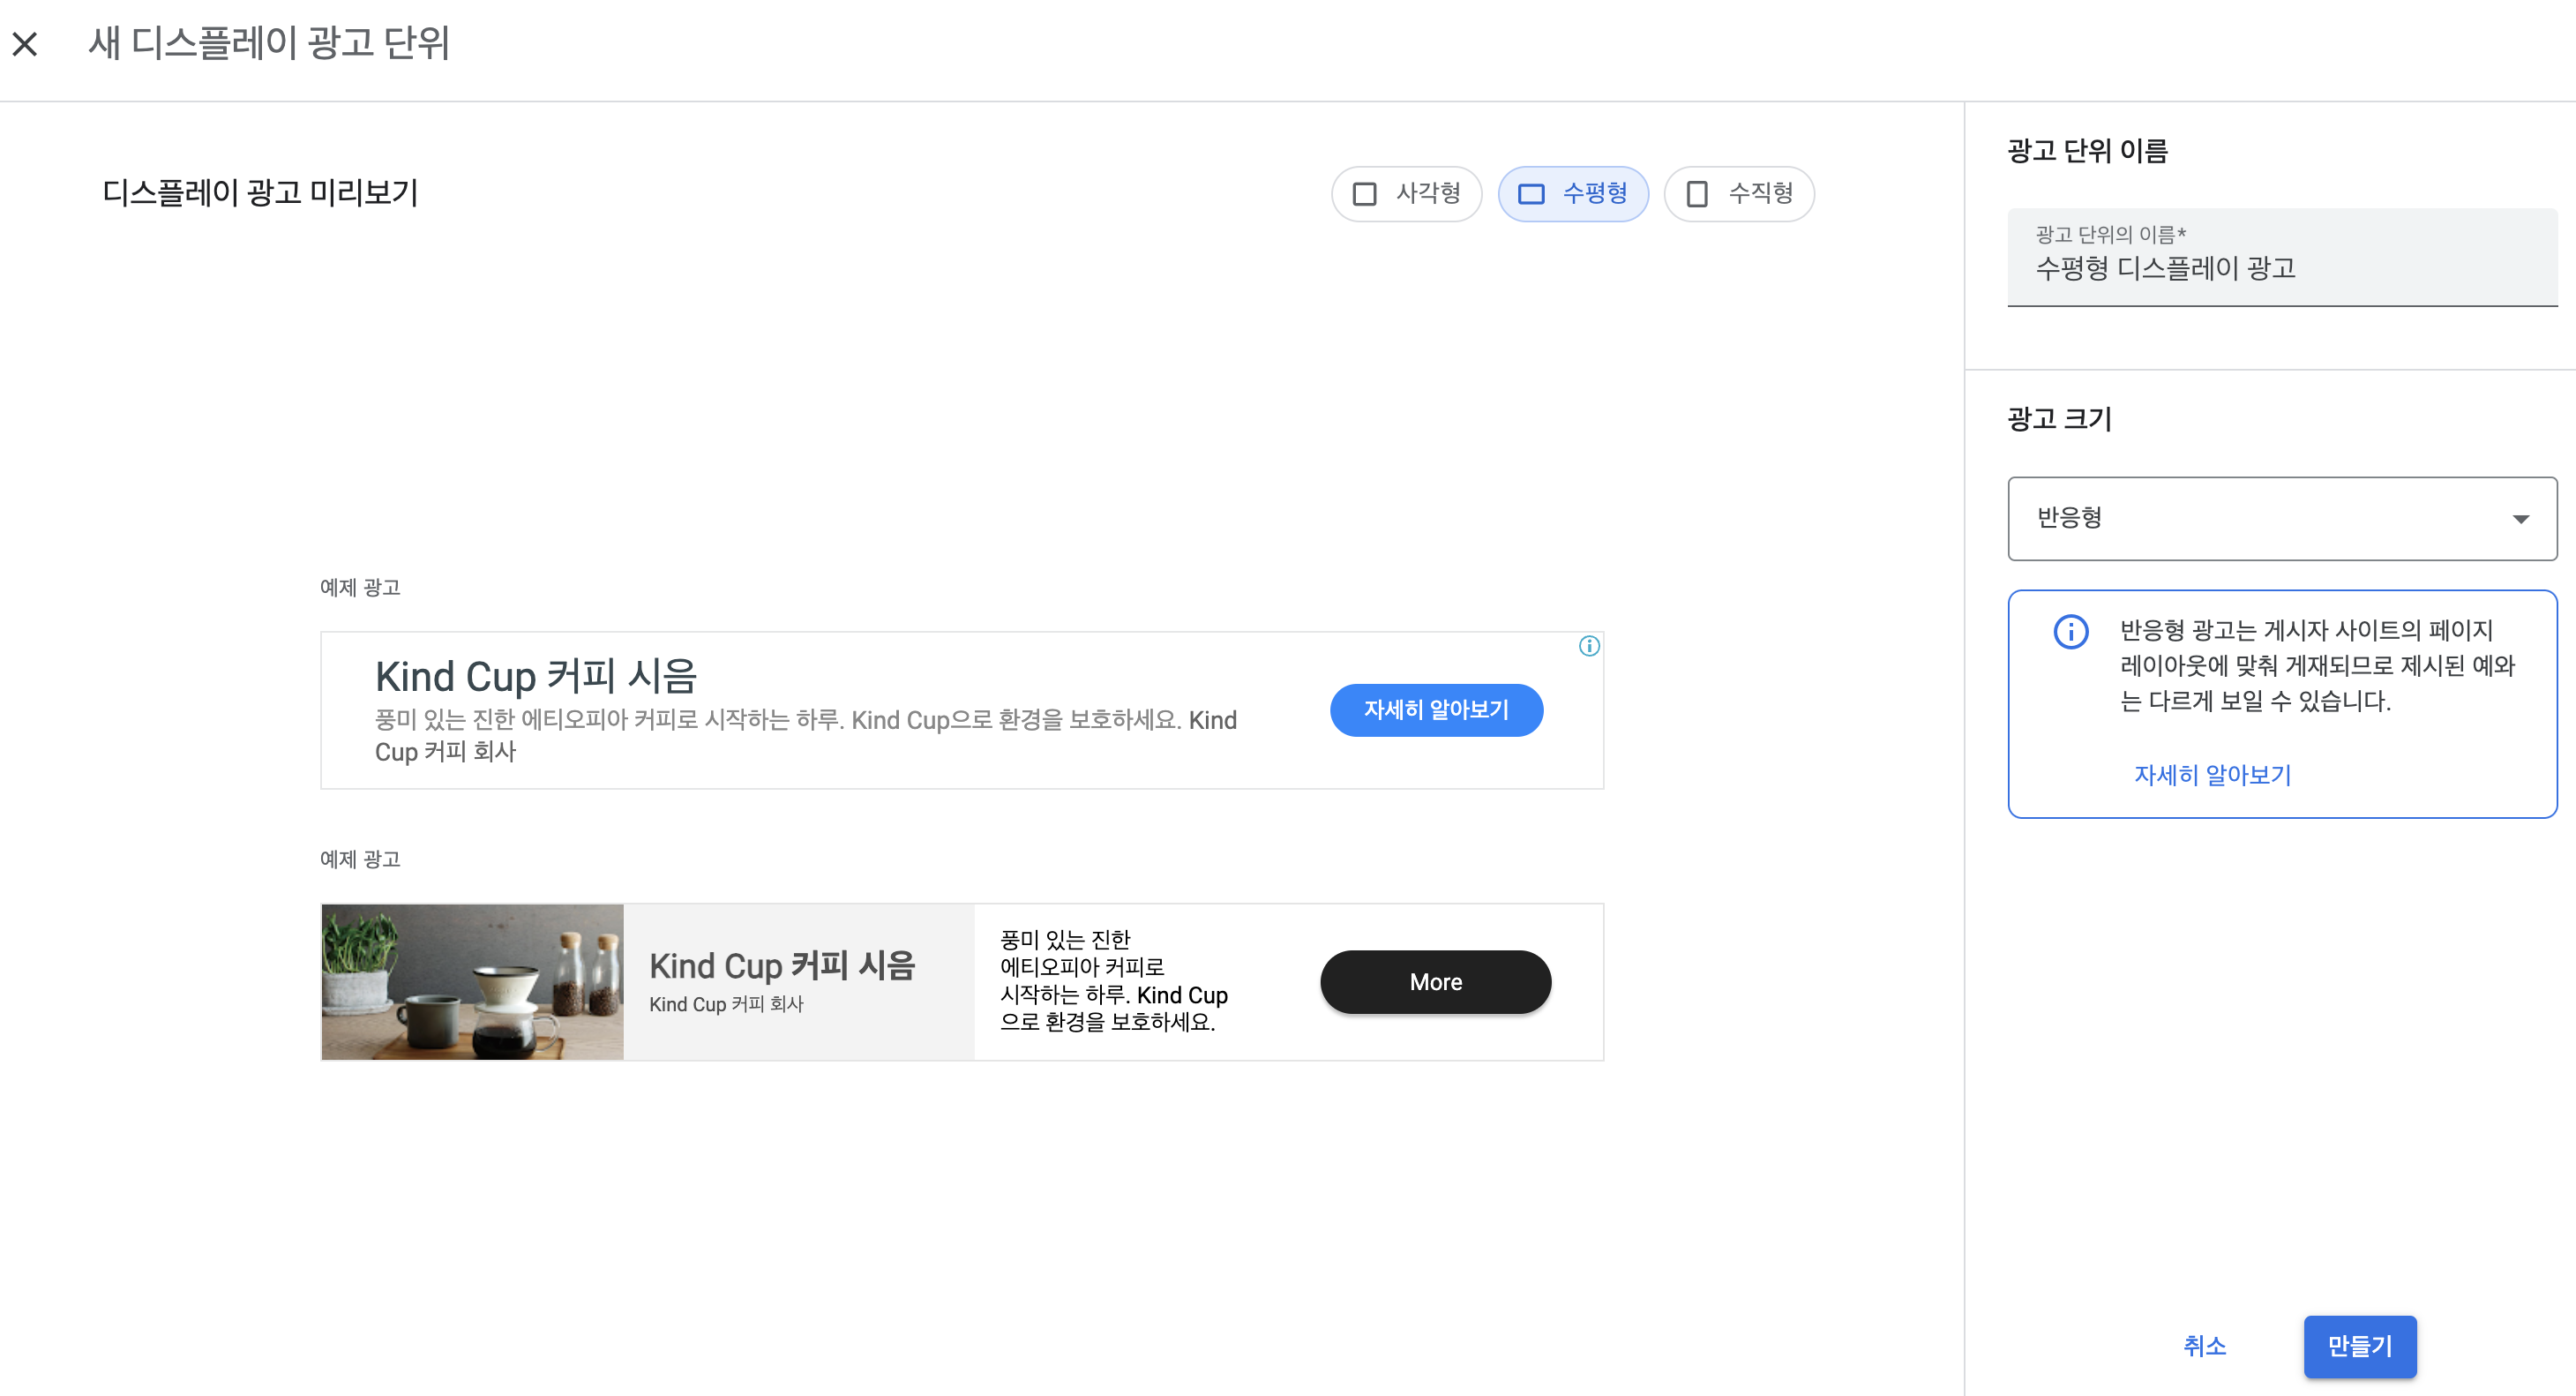 새 디스플레이 광고 단위
디스플레이 광고 미리보기
사각형
수평형
수직형
예제 광고
Kind Cup 커피 시음
풍미 있는 진한 에티오피아 커피로 시작하는 하루. Kind Cup으로 환경을 보호하세요. Kind
Cup 커피 회사
자세히 알아보기
예제 광고
Kind Cup 커피 시음
Kind Cup 커피 회사
풍미 있는 진한
에티오피아 커피로
시작하는 하루. Kind Cup
으로 환경을 보호하세요.
More
광고 단위 이름
광고 단위의 이름*
수평형 디스플레이 광고
광고 크기
반응형
반응형 광고는 게시자 사이트의 페이지
레이아웃에 맞춰 게재되므로 제시된 예와
는 다르게 보일 수 있습니다.
자세히 알아보기
취소
만들기